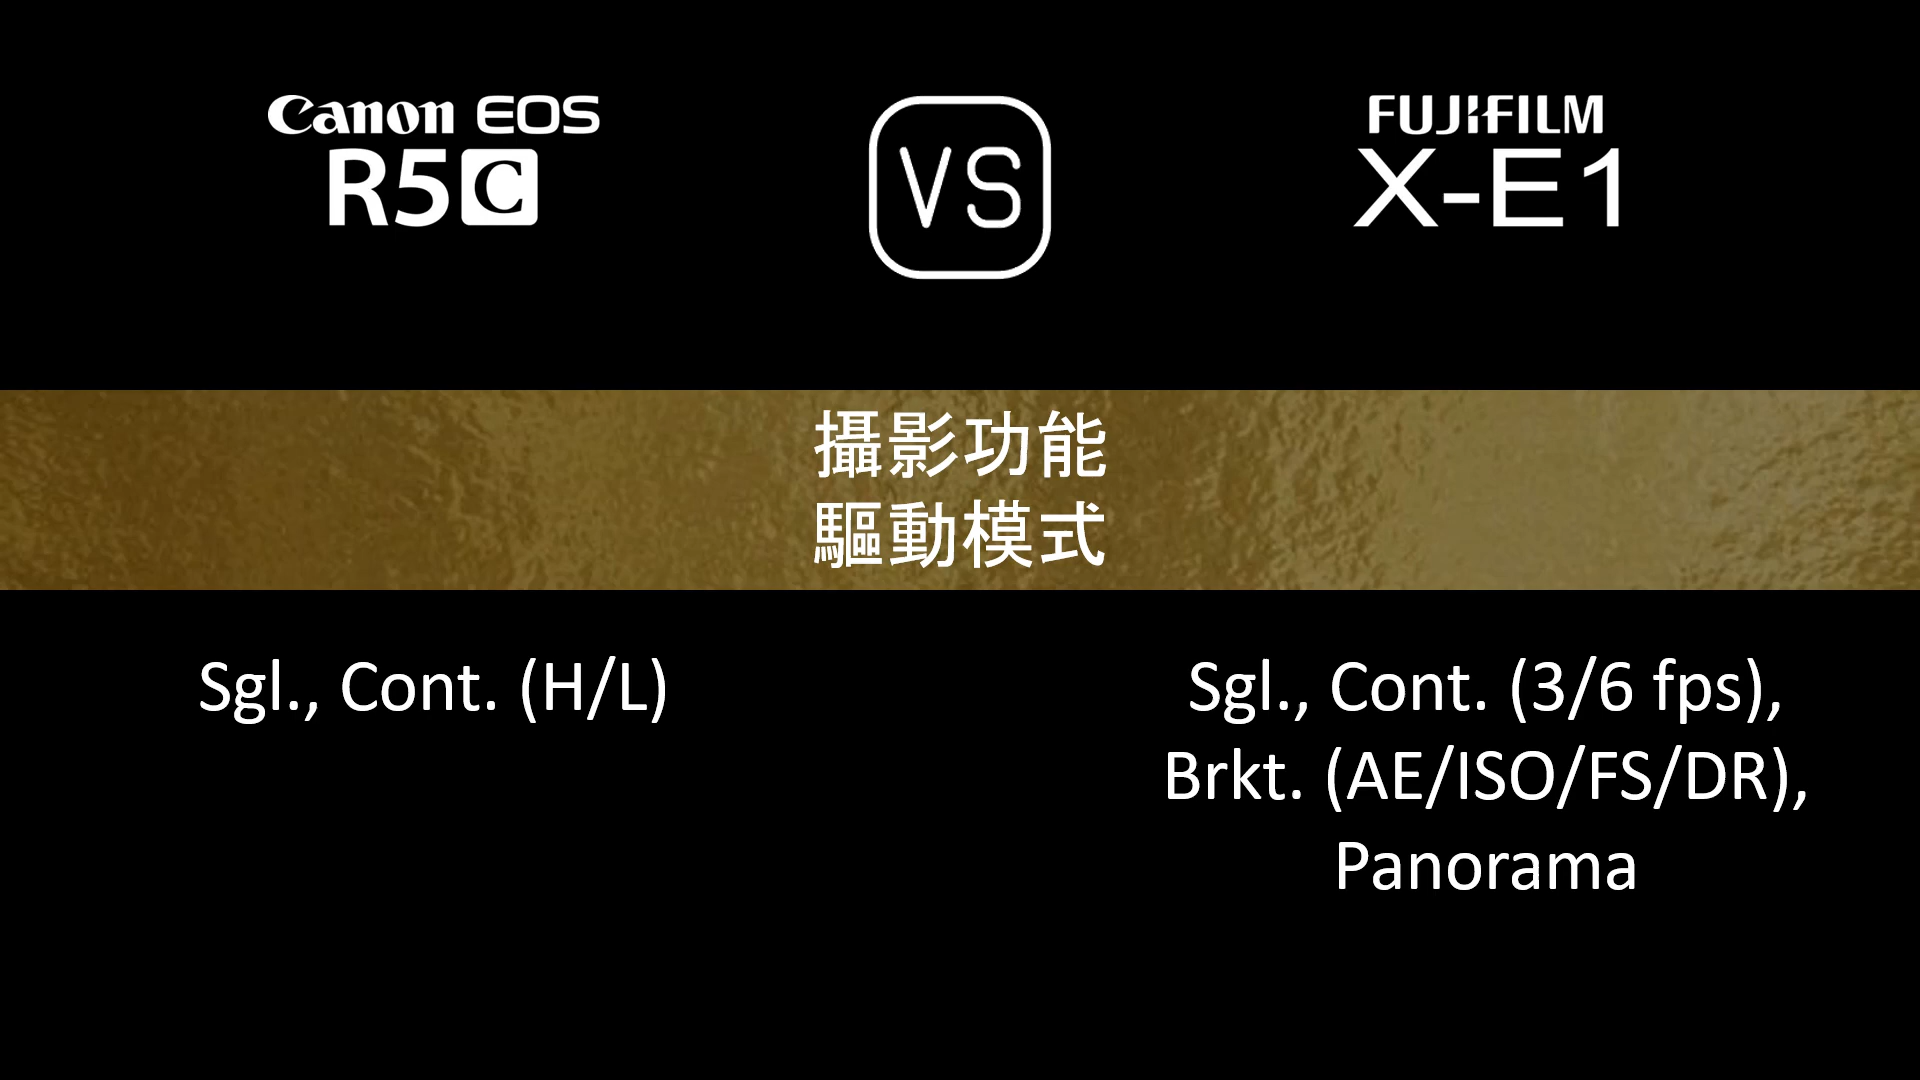 Canon EOS
R5 C
VS
FUJIFILM
X-E1
攝影功能
驅動模式
Sgl., Cont. (H/L)
Sgl., Cont. (3/6 fps),
Brkt. (AE/ISO/FS/DR),
Panorama